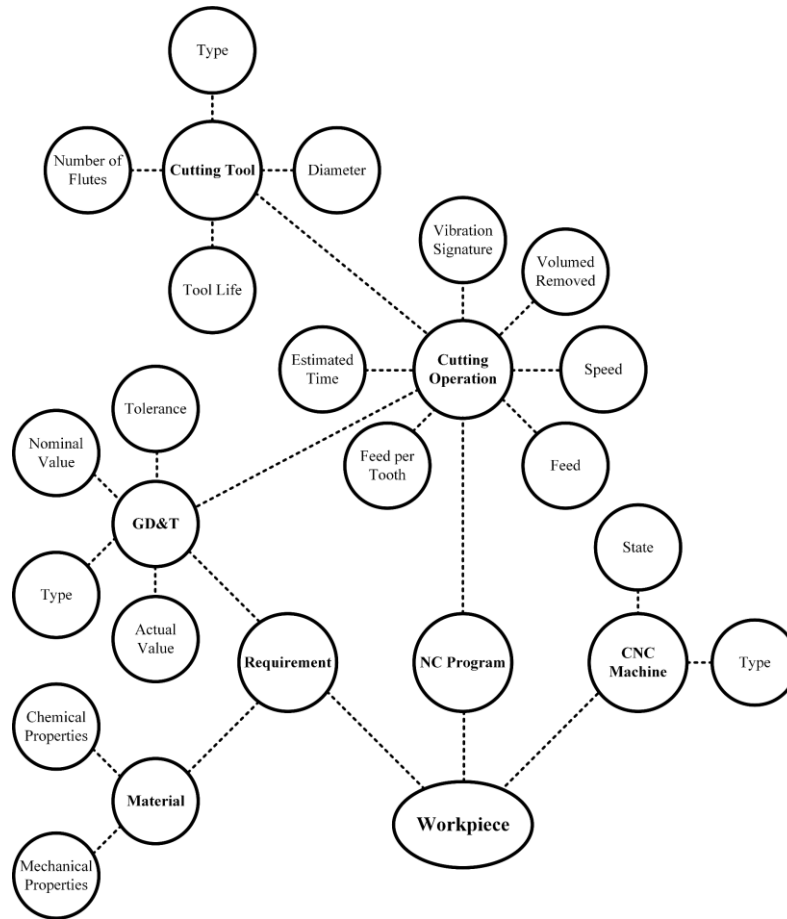 Type
Number of
Flutes
Cutting Tool
Diameter
Tool Life
Vibration
Signature
Volumed
Removed
Estimated
Time
Cutting
Operation
Speed
Feed per
Tooth
Feed
Tolerance
Nominal
Value
GD&T
Type
Actual
Value
State
Requirement
NC Program
CNC
Machine
Type
Chemical
Properties
Material
Workpiece
Mechanical
Properties